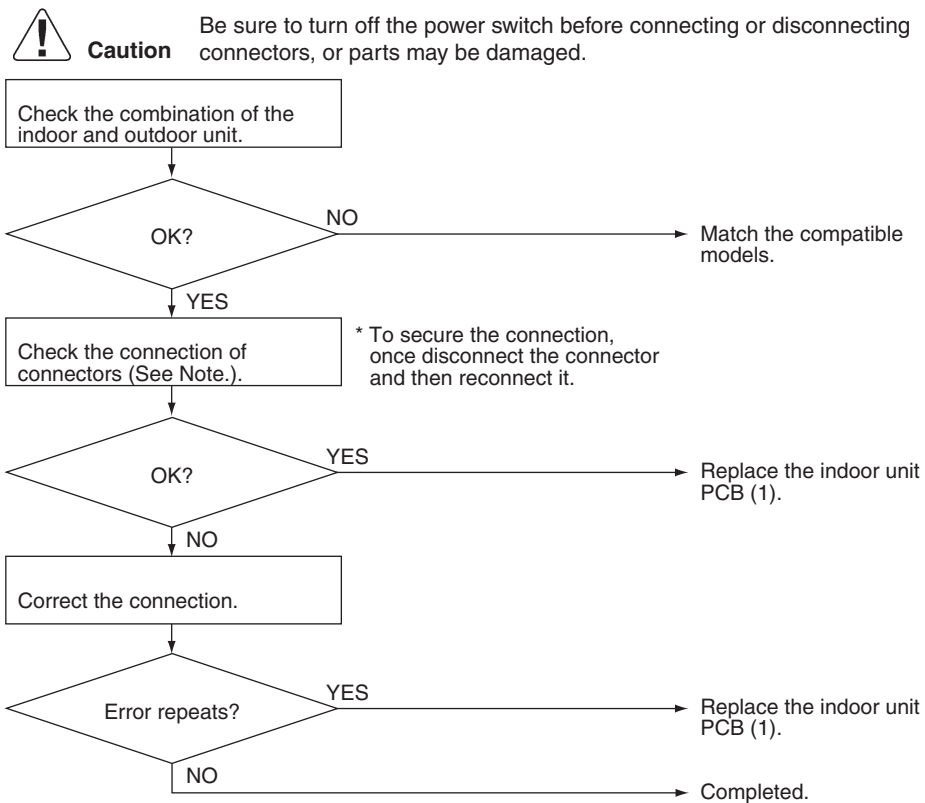 Be sure to turn off the power switch before connecting or disconnecting
Caution connectors, or parts may be damaged.
Check the combination of the
indoor and outdoor unit.
OK?
NO
Match the compatible
models.
YES
Check the connection of
connectors (See Note.).
* To secure the connection,
once disconnect the connector
and then reconnect it.
OK?
YES
Replace the indoor unit
PCB (1).
NO
Correct the connection.
Error repeats?
YES
Replace the indoor unit
PCB (1).
NO
Completed.